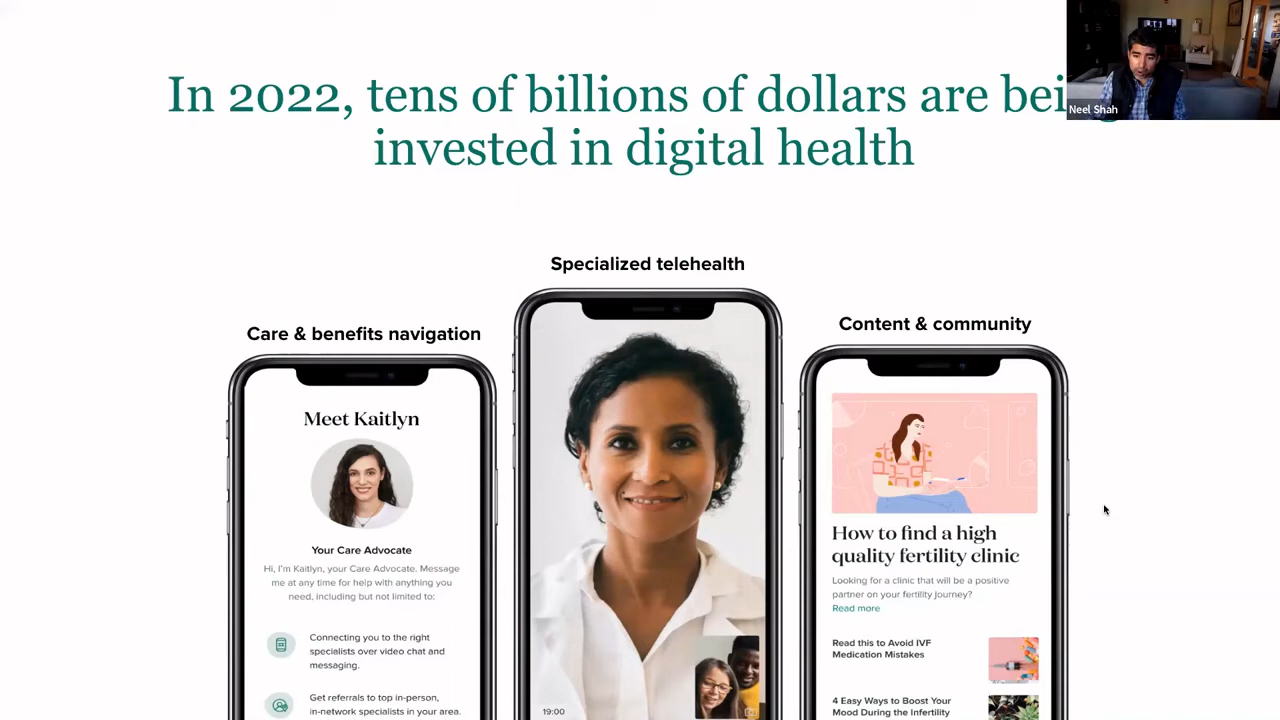 In 2022, tens of billions of dollars are bei
invested in digital health
Neel Shah
Specialized telehealth
Care & benefits navigation
Content & community
Meet Kaitlyn
Your Care Advocate
Hi, I'm Kaitlyn, your Care Advocate. Message
me at any time for help with anything you
need, including but not limited to:
Connecting you to the right
specialists over video chat and
messaging.
Get referrals to top in-person,
in-network specialists in your area.
19:00
How to find a high
quality fertility clinic
Looking for a clinic that will be a positive
partner on your fertility journey?
Read more
Read this to Avoid IVF
Medication Mistakes
4 Easy Ways to Boost Your
Mood During the Infertility